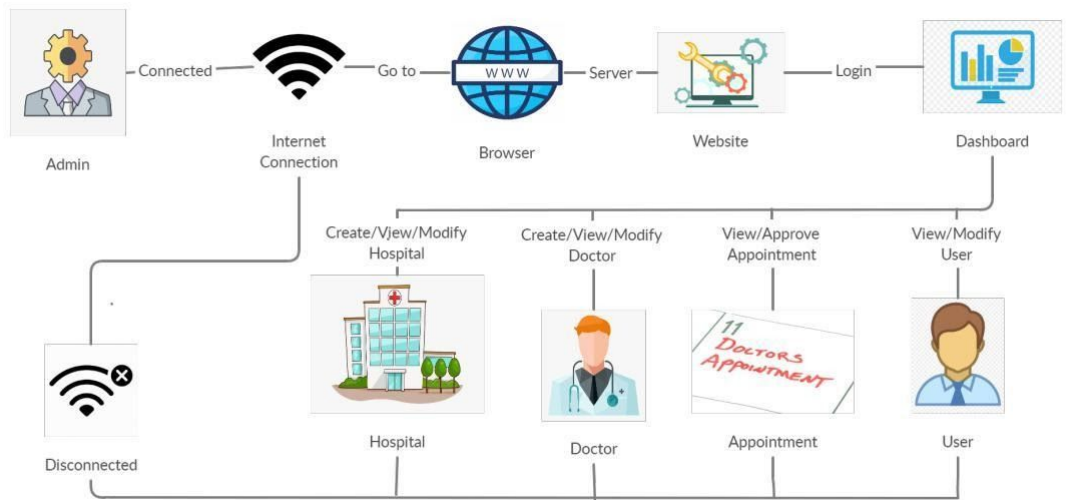 Connected
Go to
WWW
Server
Login
Admin
Internet
Connection
Browser
Website
Dashboard
Create/View/Modify
Hospital
Create/View/Modify
Doctor
View/Approve
Appointment
View/Modify
User
11
DOCTORS
APPOINTMENT
Disconnected
Hospital
Doctor
Appointment
User